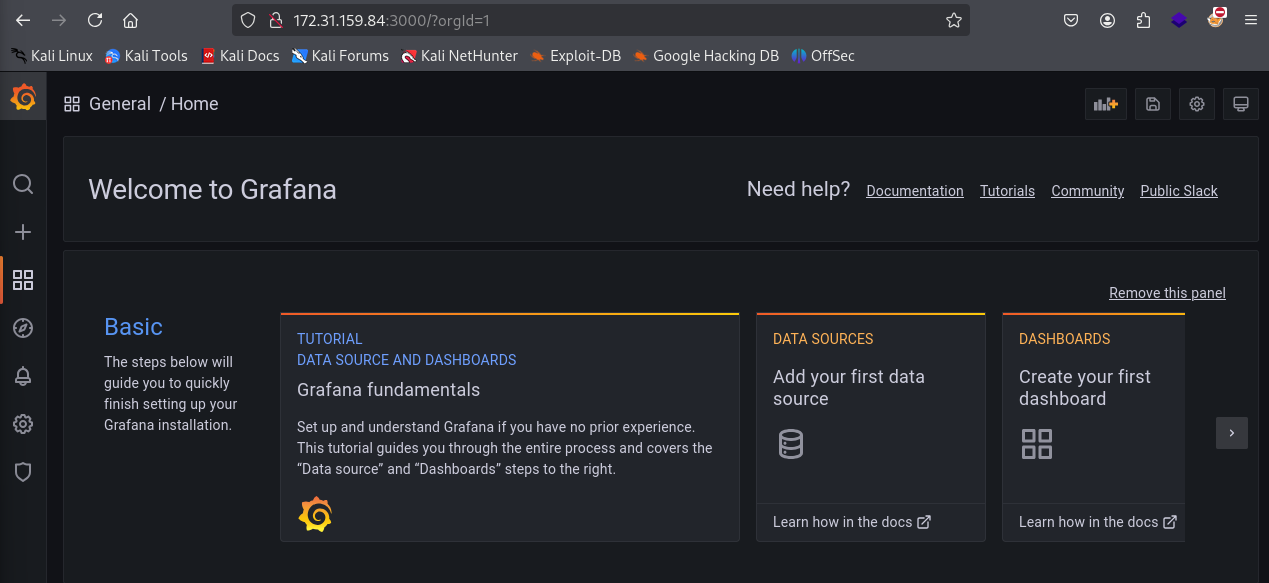 172.31.159.84:3000/?orgId=1
Kali Linux Kali Tools Kali Docs Kali Forums Kali NetHunter Exploit-DB Google Hacking DB OffSec
General / Home
Welcome to Grafana
Need help? Documentation Tutorials Community Public Slack
Remove this panel
Basic
The steps below will
guide you to quickly
finish setting up your
Grafana installation.
TUTORIAL
DATA SOURCE AND DASHBOARDS
Grafana fundamentals
Set up and understand Grafana if you have no prior experience.
This tutorial guides you through the entire process and covers the
“Data source” and “Dashboards” steps to the right.
DATA SOURCES
Add your first data
source
Learn how in the docs
DASHBOARDS
Create your first
dashboard
Learn how in the docs